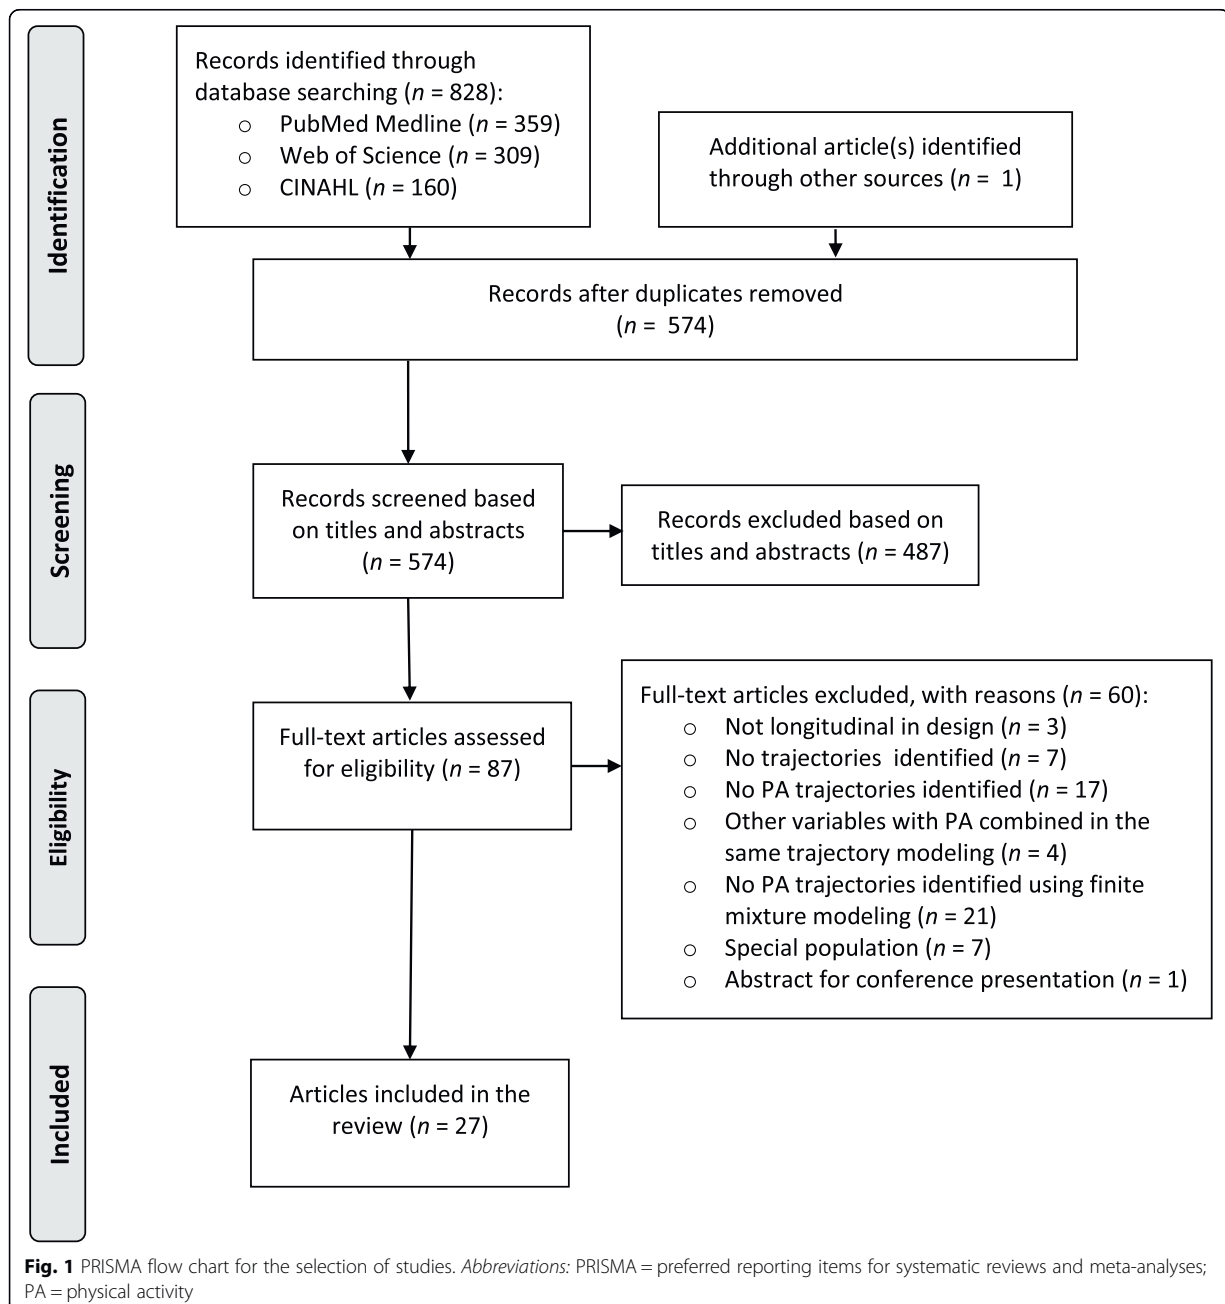 Identification
Records identified through
database searching (n = 828):
o PubMed Medline (n = 359)
o Web of Science (n = 309)
o CINAHL (n = 160)
Additional article(s) identified
through other sources (n = 1)
Records after duplicates removed
(n = 574)
Screening
Records screened based
on titles and abstracts
(n = 574)
Records excluded based on
titles and abstracts (n = 487)
Eligibility
Full-text articles assessed
for eligibility (n = 87)
Full-text articles excluded, with reasons (n = 60):
o Not longitudinal in design (n = 3)
o No trajectories identified (n = 7)
o No PA trajectories identified (n = 17)
o Other variables with PA combined in the
same trajectory modeling (n = 4)
o No PA trajectories identified using finite
mixture modeling (n = 21)
o Special population (n = 7)
o Abstract for conference presentation (n = 1)
Included
Articles included in the
review (n = 27)
Fig. 1 PRISMA flow chart for the selection of studies. Abbreviations: PRISMA = preferred reporting items for systematic reviews and meta-analyses;
PA = physical activity